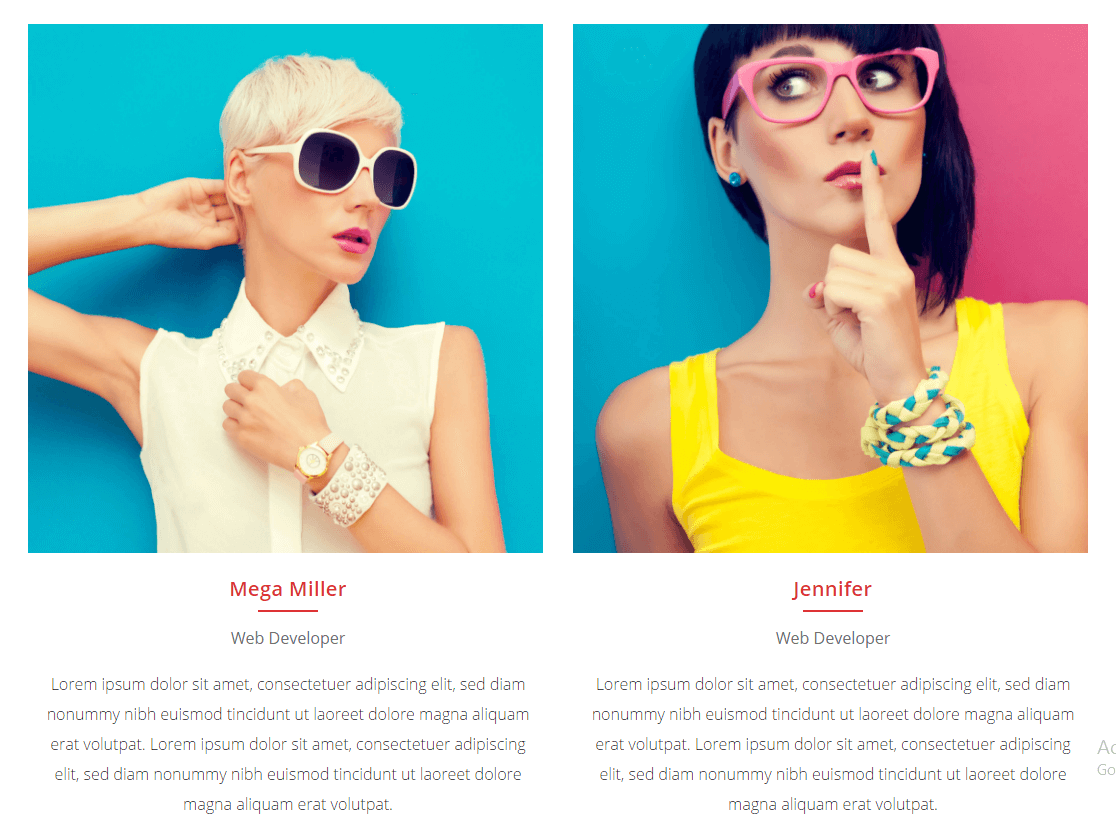 Mega Miller
Web Developer
Lorem ipsum dolor sit amet, consectetuer adipiscing elit, sed diam
nonummy nibh euismod tincidunt ut laoreet dolore magna aliquam
erat volutpat. Lorem ipsum dolor sit amet, consectetuer adipiscing
elit, sed diam nonummy nibh euismod tincidunt ut laoreet dolore
magna aliquam erat volutpat.
Jennifer
Web Developer
Lorem ipsum dolor sit amet, consectetuer adipiscing elit, sed diam
nonummy nibh euismod tincidunt ut laoreet dolore magna aliquam
erat volutpat. Lorem ipsum dolor sit amet, consectetuer adipiscing
elit, sed diam nonummy nibh euismod tincidunt ut laoreet dolore
magna aliquam erat volutpat.
Go